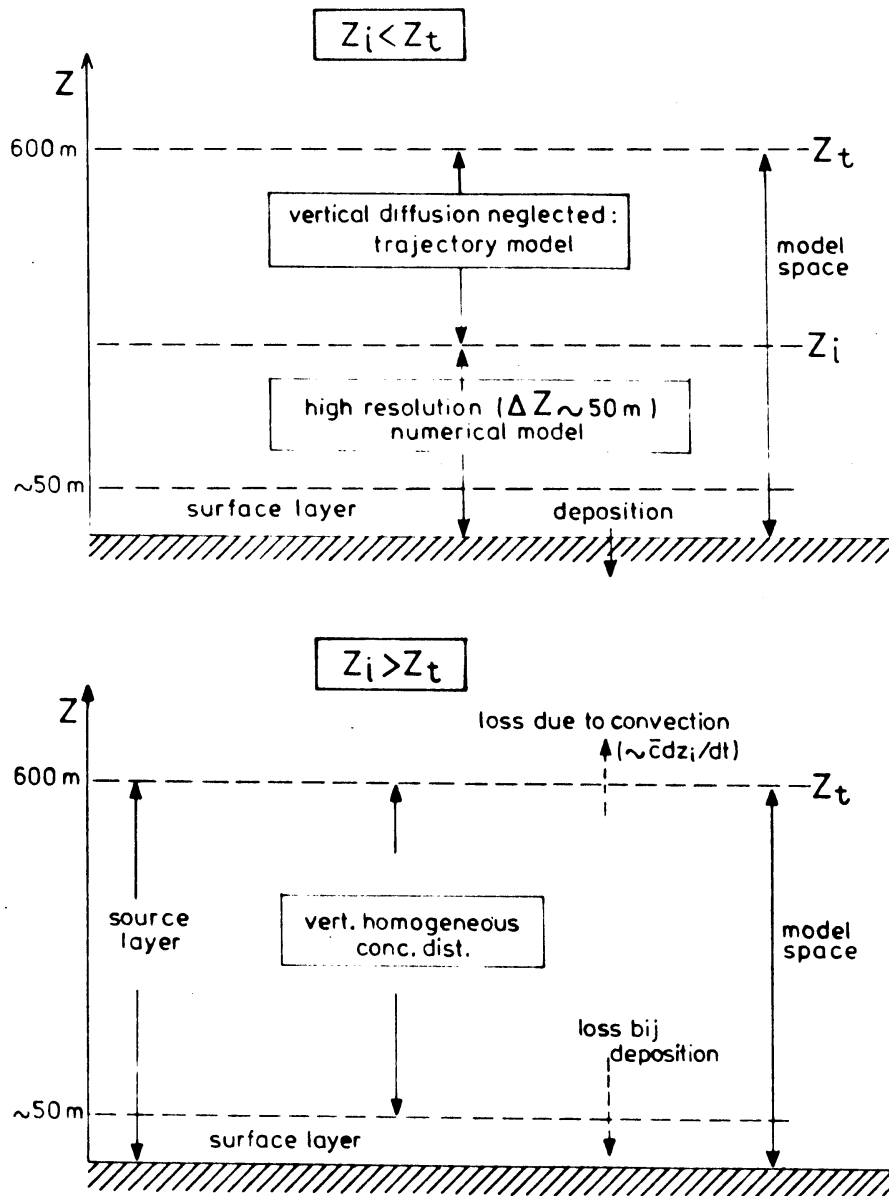 Zi < Zt
Z
600 m
Zt
vertical diffusion neglected:
trajectory model
model
space
Zi
high resolution (Δ Z ~ 50 m)
numerical model
~50 m
surface layer
deposition
Zi > Zt
Z
loss due to convection
(~ c̄dzi/dt)
600 m
Zt
source
layer
vert. homogeneous
conc. dist.
model
space
loss bij
deposition
~50 m
surface layer